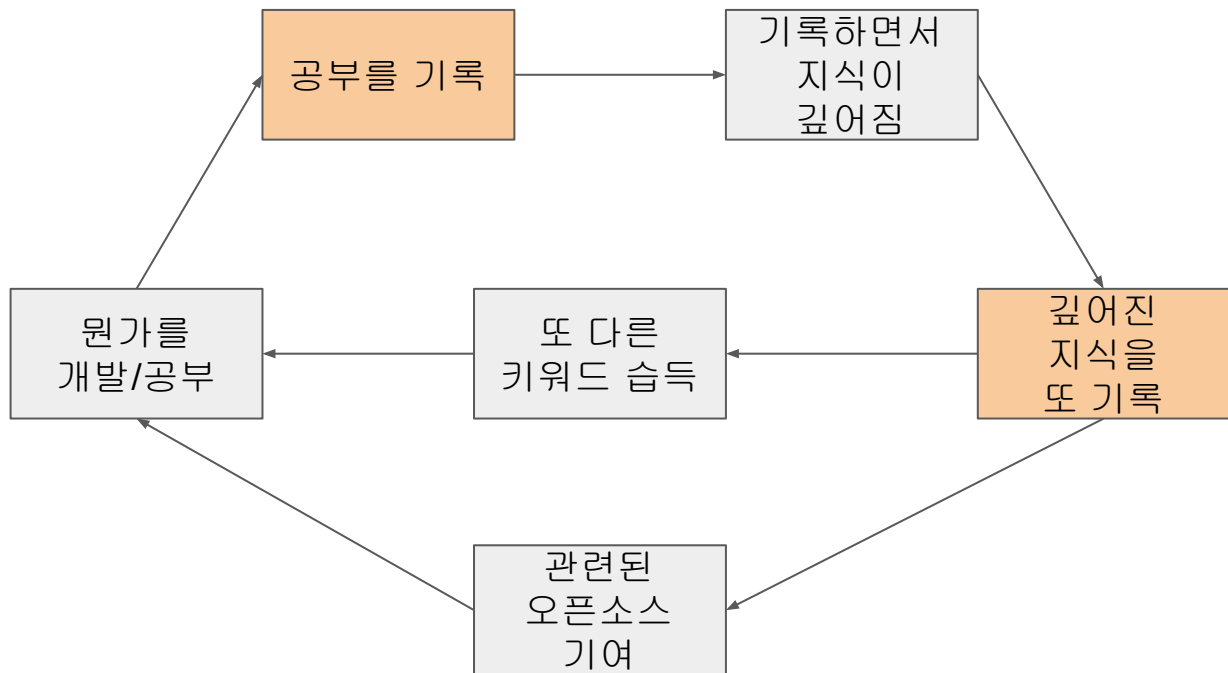 공부를 기록
기록하면서
지식이
깊어짐
뭔가를
개발/공부
또 다른
키워드 습득
깊어진
지식을
또 기록
관련된
오픈소스
기여